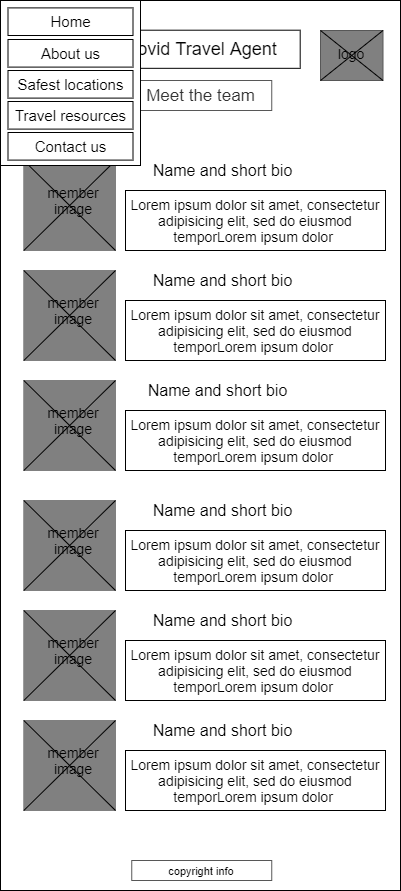 Home
About us
Safest locations
Travel resources
Contact us
ovid Travel Agent
logo
Meet the team
member
image
Name and short bio
Lorem ipsum dolor sit amet, consectetur
adipisicing elit, sed do eiusmod
temporLorem ipsum dolor
member
image
Name and short bio
Lorem ipsum dolor sit amet, consectetur
adipisicing elit, sed do eiusmod
temporLorem ipsum dolor
member
image
Name and short bio
Lorem ipsum dolor sit amet, consectetur
adipisicing elit, sed do eiusmod
temporLorem ipsum dolor
member
image
Name and short bio
Lorem ipsum dolor sit amet, consectetur
adipisicing elit, sed do eiusmod
temporLorem ipsum dolor
member
image
Name and short bio
Lorem ipsum dolor sit amet, consectetur
adipisicing elit, sed do eiusmod
temporLorem ipsum dolor
member
image
Name and short bio
Lorem ipsum dolor sit amet, consectetur
adipisicing elit, sed do eiusmod
temporLorem ipsum dolor
copyright info